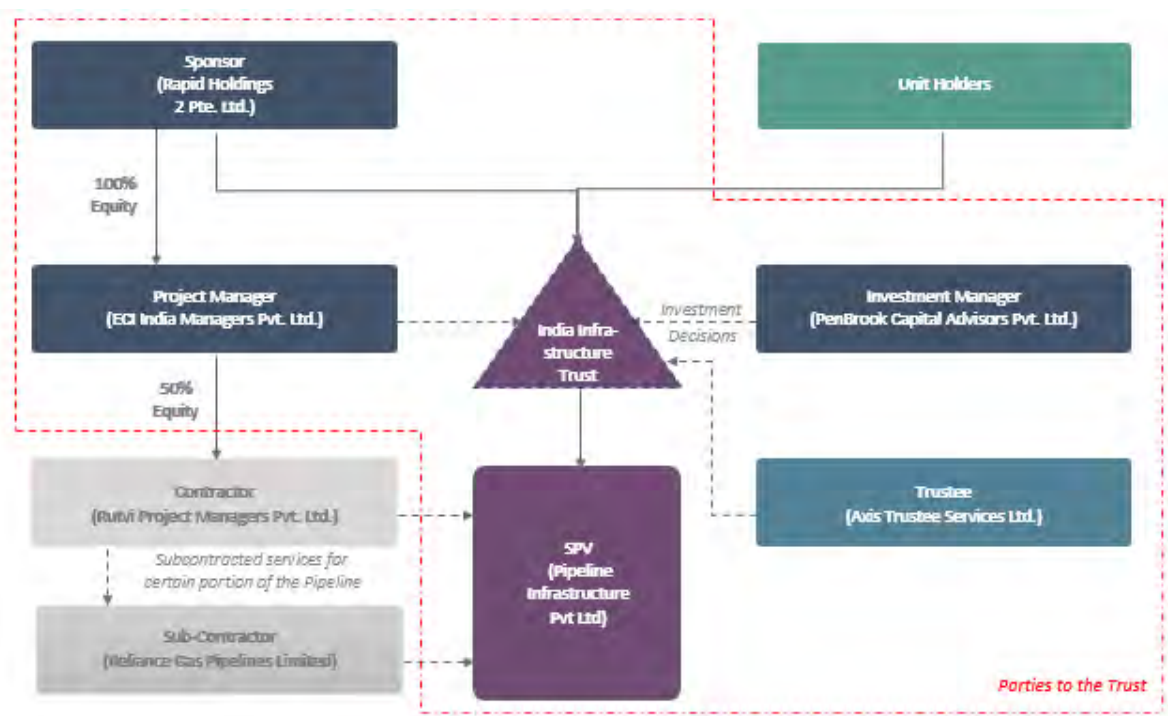 Sponsor
(Rapid Holdings
2 Pte. Ltd.)
Unit Holders
100%
Equity
Project Manager
(ECI India Managers Pvt. Ltd.)
India Infra-
structure
Trust
Investment
Decisions
Investment Manager
(PenBrook Capital Advisors Pvt. Ltd.)
50%
Equity
Contractor
(Rutvi Project Managers Pvt. Ltd.)
Trustee
(Axis Trustee Services Ltd.)
Subcontracted services for
certain portion of the Pipeline
SPV
(Pipeline
Infrastructure
Pvt Ltd)
Sub-Contractor
(Reliance Gas Pipelines Limited)
Parties to the Trust